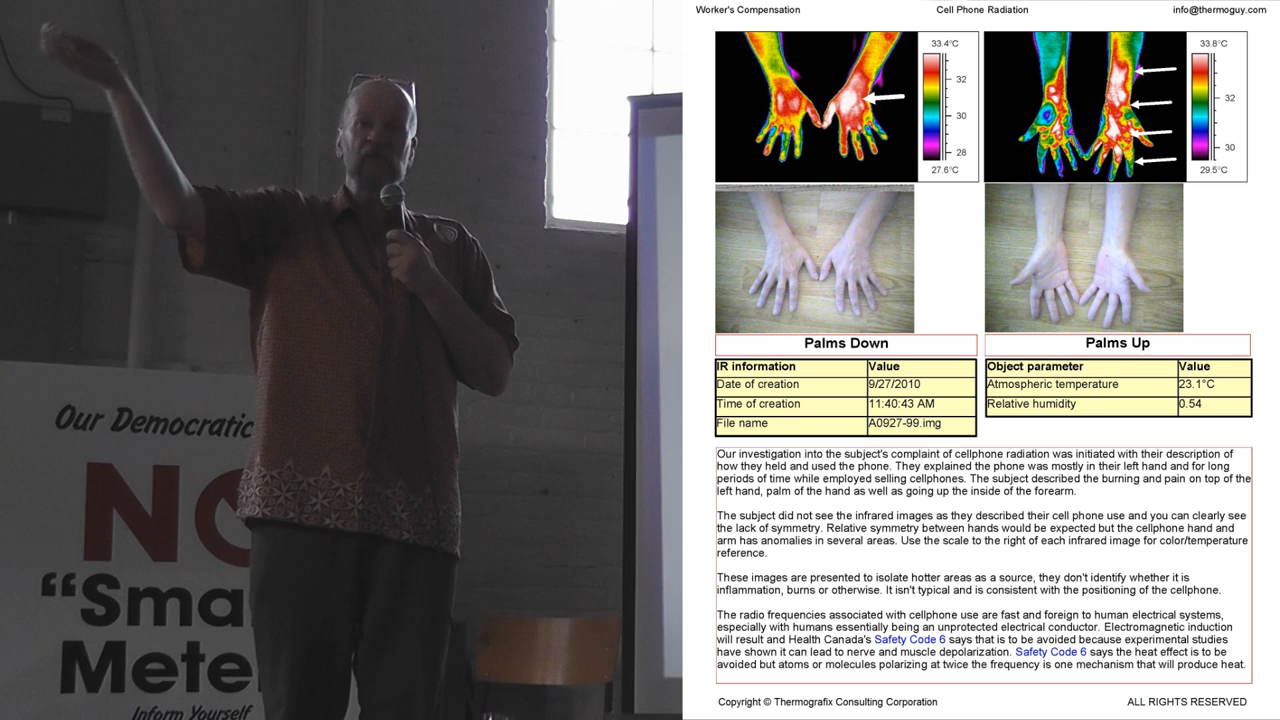 Our Democratic
NO
"Sma
Mete
Inform Yourself
Worker's Compensation
Cell Phone Radiation
info@thermoguy.com
33.4°C
32
30
28
27.6°C
33.8°C
32
30
29.5°C
Palms Down
Palms Up
IR information Value
Date of creation 9/27/2010
Time of creation 11:40:43 AM
File name A0927-99.img
Object parameter Value
Atmospheric temperature 23.1°C
Relative humidity 0.54
Our investigation into the subject's complaint of cellphone radiation was initiated with their description of
how they held and used the phone. They explained the phone was mostly in their left hand and for long
periods of time while employed selling cellphones. The subject described the burning and pain on top of the
left hand, palm of the hand as well as going up the inside of the forearm.
The subject did not see the infrared images as they described their cell phone use and you can clearly see
the lack of symmetry. Relative symmetry between hands would be expected but the cellphone hand and
arm has anomalies in several areas. Use the scale to the right of each infrared image for color/temperature
reference.
These images are presented to isolate hotter areas as a source, they don't identify whether it is
inflammation, burns or otherwise. It isn't typical and is consistent with the positioning of the cellphone.
The radio frequencies associated with cellphone use are fast and foreign to human electrical systems,
especially with humans essentially being an unprotected electrical conductor. Electromagnetic induction
will result and Health Canada's Safety Code 6 says that is to be avoided because experimental studies
have shown it can lead to nerve and muscle depolarization. Safety Code 6 says the heat effect is to be
avoided but atoms or molecules polarizing at twice the frequency is one mechanism that will produce heat.
Copyright © Thermografix Consulting Corporation
ALL RIGHTS RESERVED